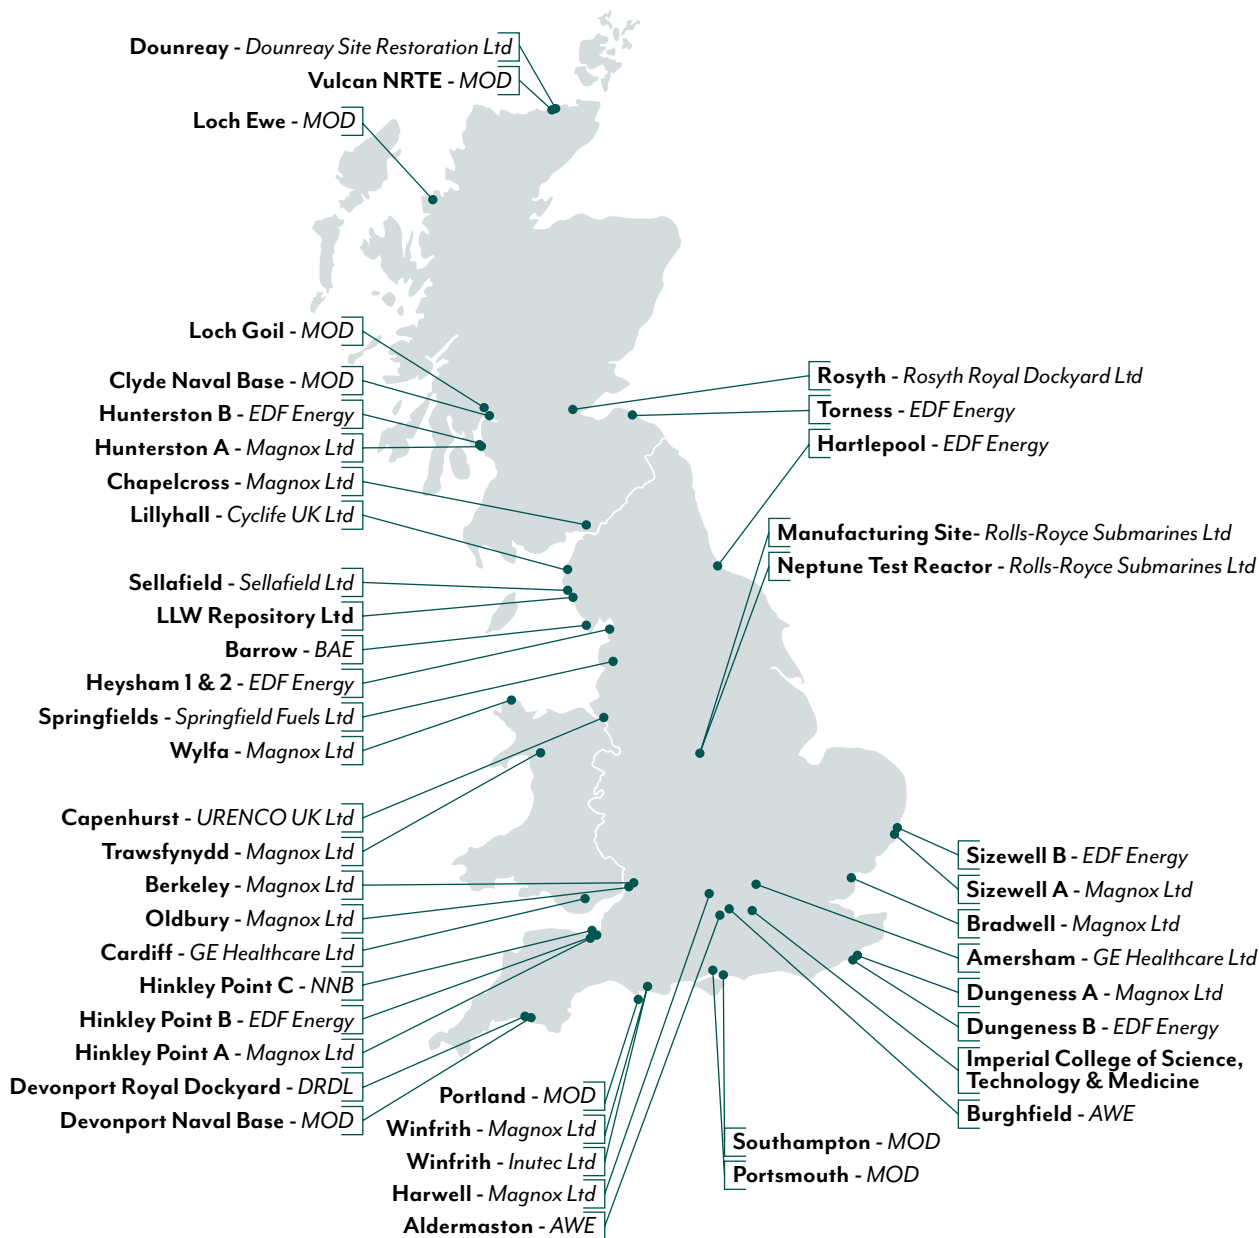 Dounreay - Dounreay Site Restoration Ltd
Vulcan NRTE - MOD
Loch Ewe - MOD
Loch Goil - MOD
Clyde Naval Base - MOD
Hunterston B - EDF Energy
Hunterston A - Magnox Ltd
Chapelcross - Magnox Ltd
Lillyhall - Cyclife UK Ltd
Sellafield - Sellafield Ltd
LLW Repository Ltd
Barrow - BAE
Heysham 1 & 2 - EDF Energy
Springfields - Springfield Fuels Ltd
Wylfa - Magnox Ltd
Capenhurst - URENCO UK Ltd
Trawsfynydd - Magnox Ltd
Berkeley - Magnox Ltd
Oldbury - Magnox Ltd
Cardiff - GE Healthcare Ltd
Hinkley Point C - NNB
Hinkley Point B - EDF Energy
Hinkley Point A - Magnox Ltd
Devonport Royal Dockyard - DRDL
Devonport Naval Base - MOD
Portland - MOD
Winfrith - Magnox Ltd
Winfrith - Inutec Ltd
Harwell - Magnox Ltd
Aldermaston - AWE
Rosyth - Rosyth Royal Dockyard Ltd
Torness - EDF Energy
Hartlepool - EDF Energy
Manufacturing Site- Rolls-Royce Submarines Ltd
Neptune Test Reactor - Rolls-Royce Submarines Ltd
Sizewell B - EDF Energy
Sizewell A - Magnox Ltd
Bradwell - Magnox Ltd
Amersham - GE Healthcare Ltd
Dungeness A - Magnox Ltd
Dungeness B - EDF Energy
Imperial College of Science,
Technology & Medicine
Burghfield - AWE
Southampton - MOD
Portsmouth - MOD